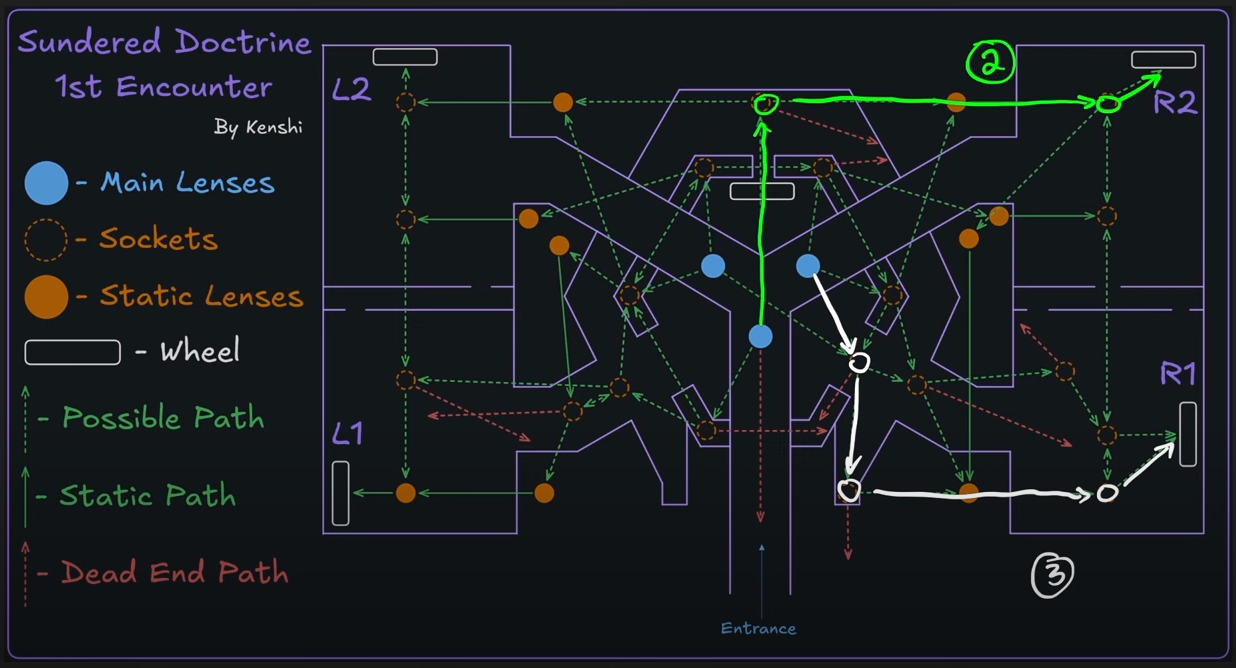 Sundered Doctrine
1st Encounter
By Kenshi
- Main Lenses
- Sockets
- Static Lenses
- Wheel
- Possible Path
- Static Path
- Dead End Path
L2
2
R2
L1
R1
3
Entrance